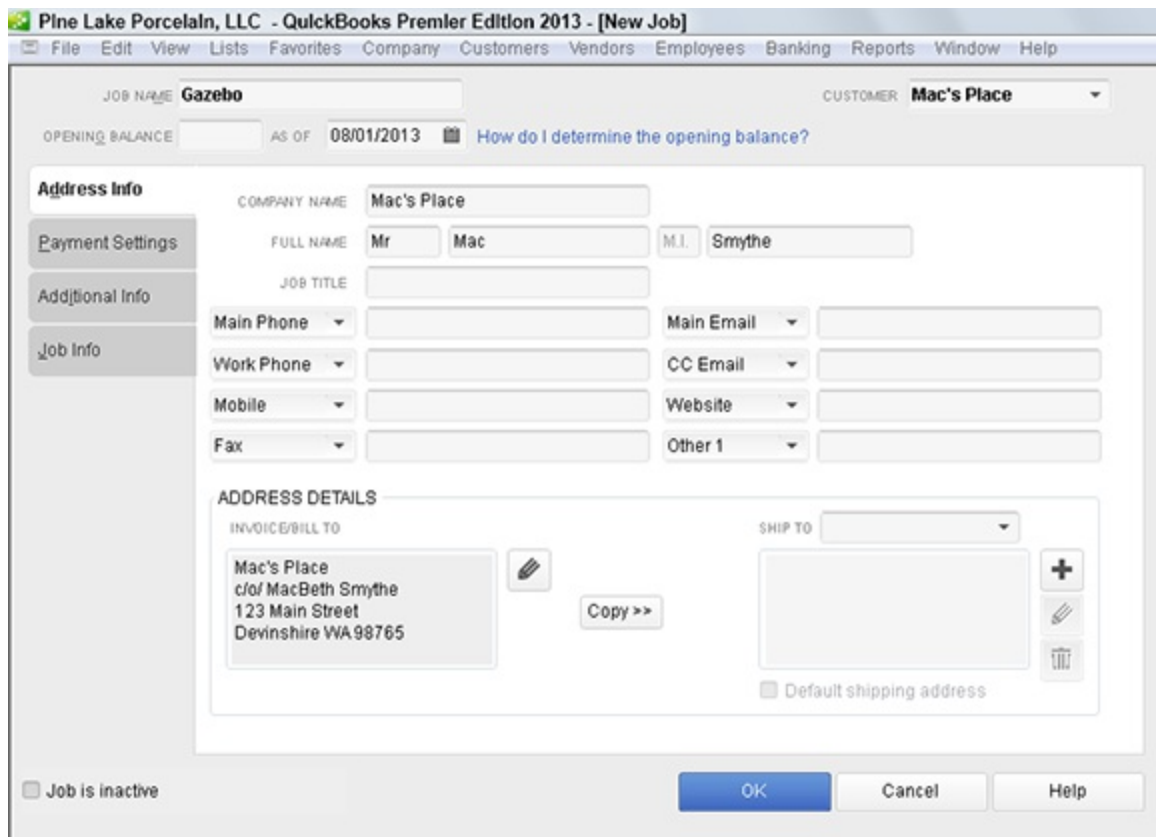 Pine Lake Porcelain, LLC - QuickBooks Premier Edition 2013 - [New Job]
File Edit View Lists Favorites Company Customers Vendors Employees Banking Reports Window Help
JOB NAME Gazebo CUSTOMER Mac's Place
OPENING BALANCE AS OF 08/01/2013 How do I determine the opening balance?
Address Info
Payment Settings
Additional Info
Job Info
COMPANY NAME Mac's Place
FULL NAME Mr Mac M.I. Smythe
JOB TITLE
Main Phone Main Email
Work Phone CC Email
Mobile Website
Fax Other 1
ADDRESS DETAILS
INVOICE/BILL TO SHIP TO
Mac's Place
c/o/ MacBeth Smythe
123 Main Street
Devinshire WA 98765
Copy >>
Default shipping address
Job is inactive OK Cancel Help